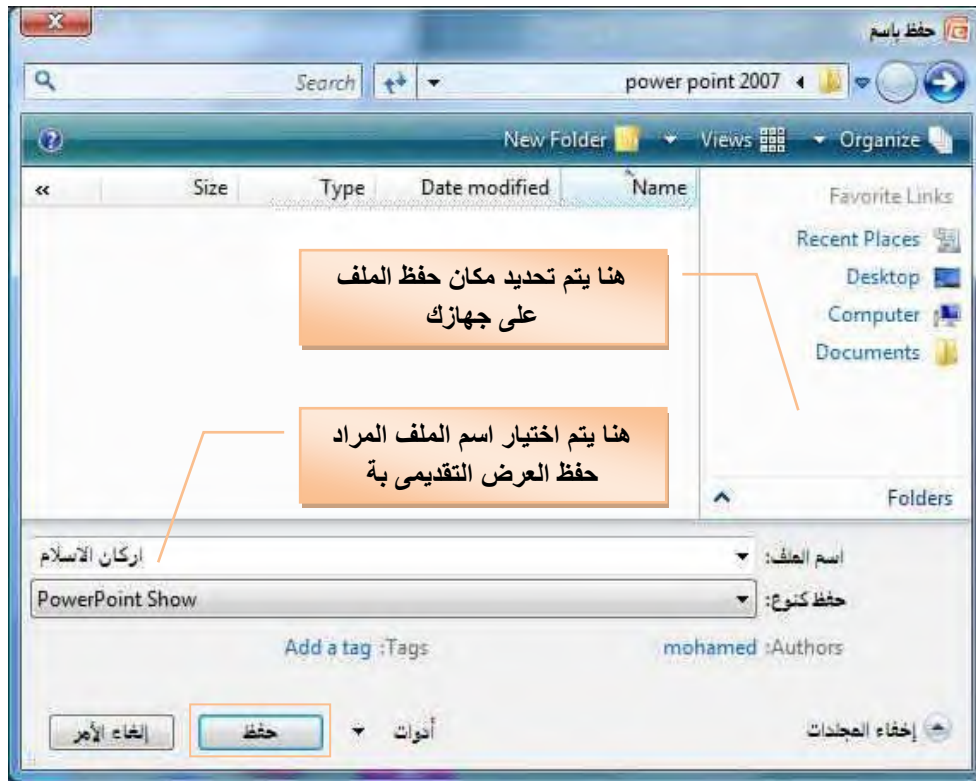 حفظ باسم
power point 2007
Search
Organize
Views
New Folder
Favorite Links
Recent Places
Desktop
Computer
Documents
Folders
Name
Date modified
Type
Size
»
هنا يتم تحديد مكان حفظ الملف
على جهازك
هنا يتم اختيار اسم الملف المراد
حفظ العرض التقديمى بة
اسم الملف:
اركان الاسلام
حفظ كنوع:
PowerPoint Show
Authors: mohamed
Tags: Add a tag
إخفاء المجلدات
أدوات
حفظ
إلغاء الأمر